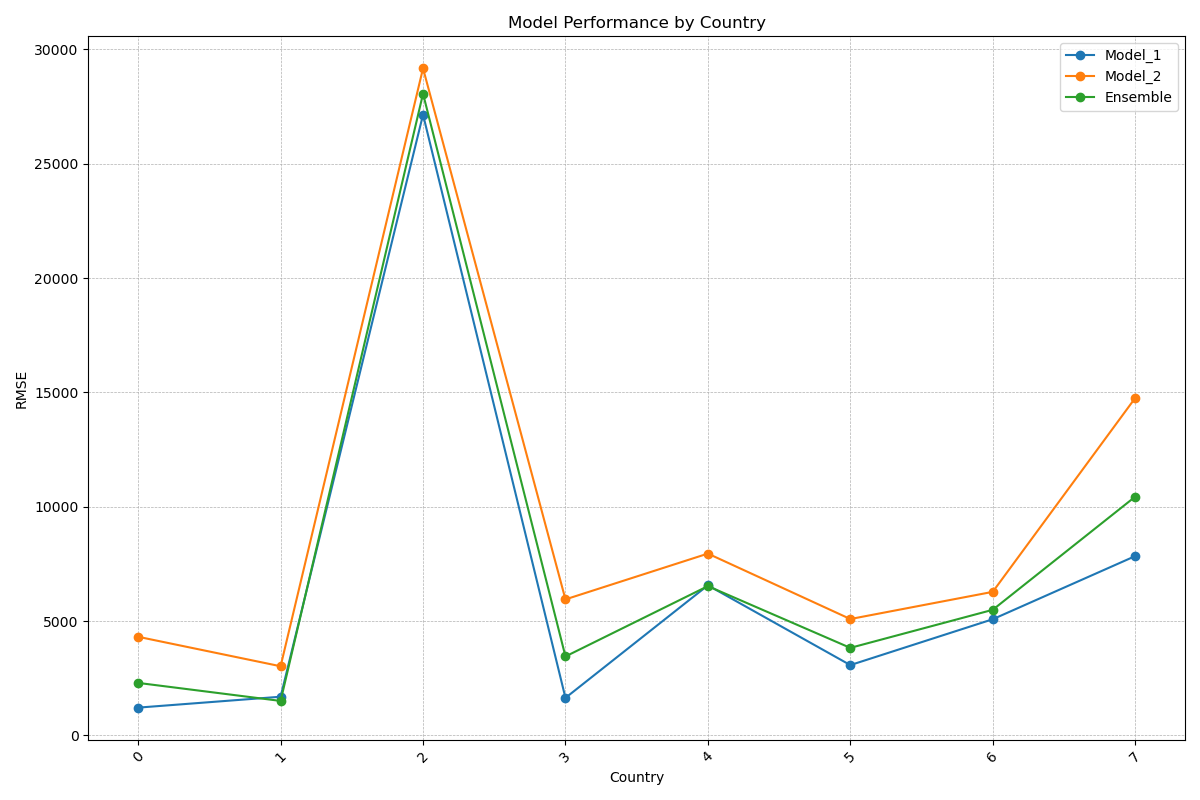 Model Performance by Country
Model_1
Model_2
Ensemble
RMSE
30000
25000
20000
15000
10000
5000
0
0 1 2 3 4 5 6 7
Country